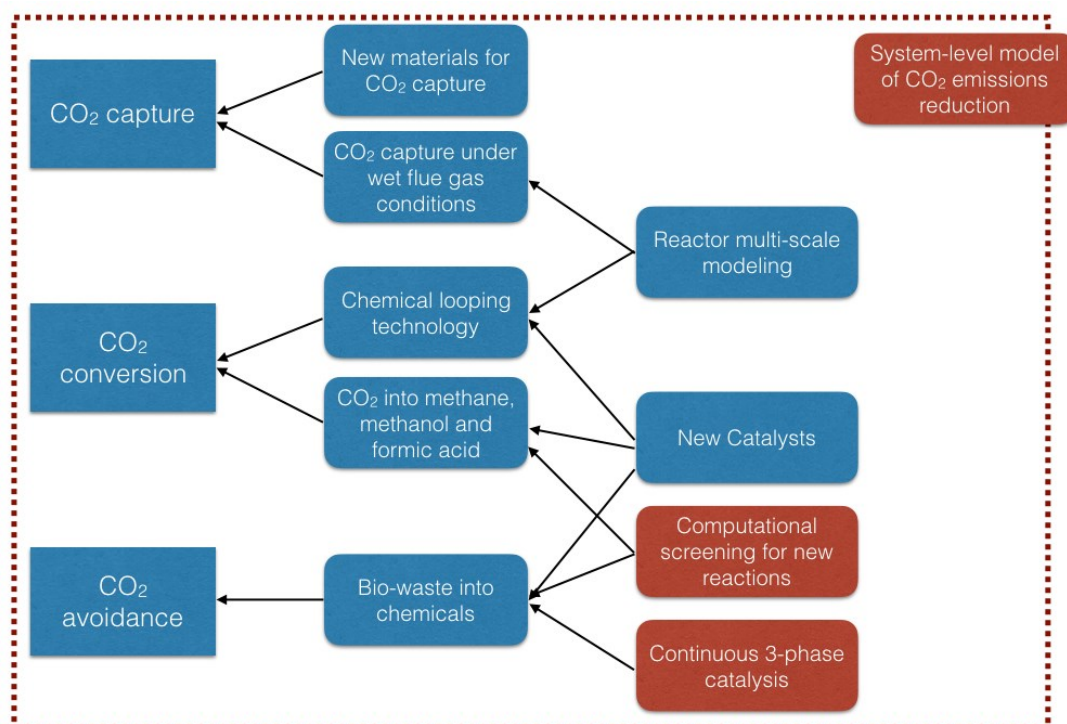 CO₂ capture
New materials for
CO₂ capture
CO₂ capture under
wet flue gas
conditions
System-level model
of CO₂ emissions
reduction
Reactor multi-scale
modeling
CO₂
conversion
Chemical looping
technology
CO₂ into methane,
methanol and
formic acid
New Catalysts
Computational
screening for new
reactions
CO₂
avoidance
Bio-waste into
chemicals
Continuous 3-phase
catalysis